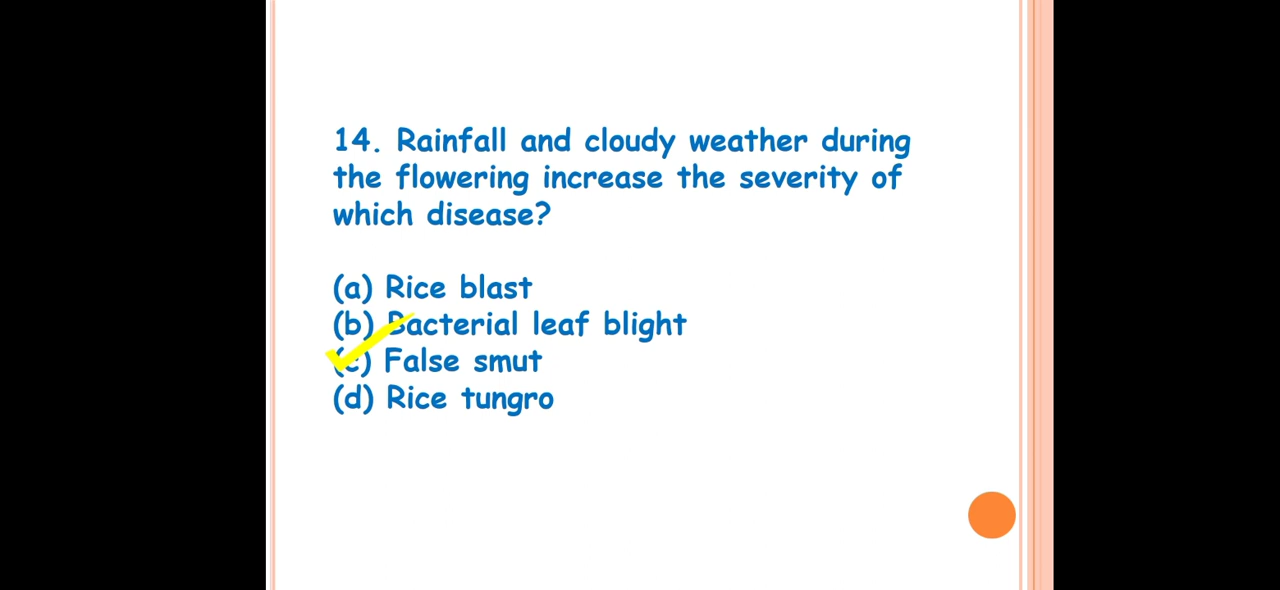 14. Rainfall and cloudy weather during
the flowering increase the severity of
which disease?
(a) Rice blast
(b) Bacterial leaf blight
(c) False smut
(d) Rice tungro